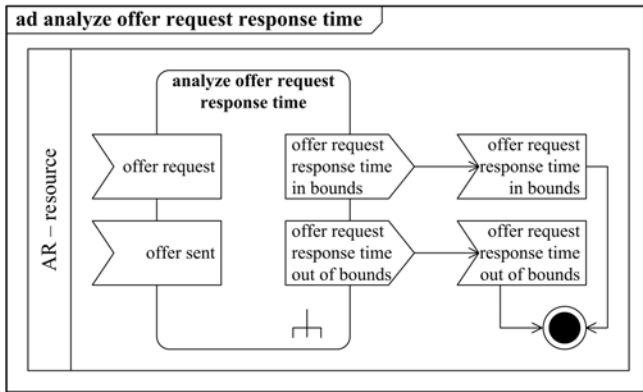 ad analyze offer request response time
AR – resource
analyze offer request
response time
offer request
offer sent
offer request
response time
in bounds
offer request
response time
out of bounds
offer request
response time
in bounds
offer request
response time
out of bounds